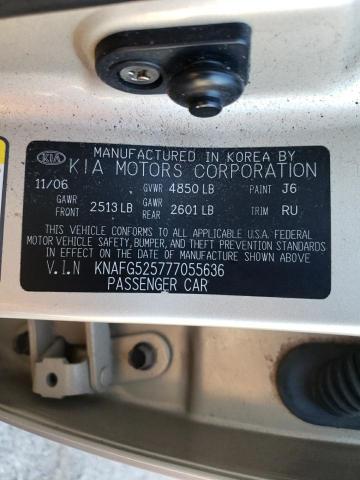 KIA
MANUFACTURED IN KOREA BY
KIA MOTORS CORPORATION
11/06 GVWR 4850 LB PAINT J6
GAWR FRONT 2513 LB GAWR REAR 2601 LB TRIM RU
THIS VEHICLE CONFORMS TO ALL APPLICABLE U.S.A. FEDERAL
MOTOR VEHICLE SAFETY, BUMPER, AND THEFT PREVENTION STANDARDS
IN EFFECT ON THE DATE OF MANUFACTURE SHOWN ABOVE.
V.I.N KNAFG525777055636
PASSENGER CAR